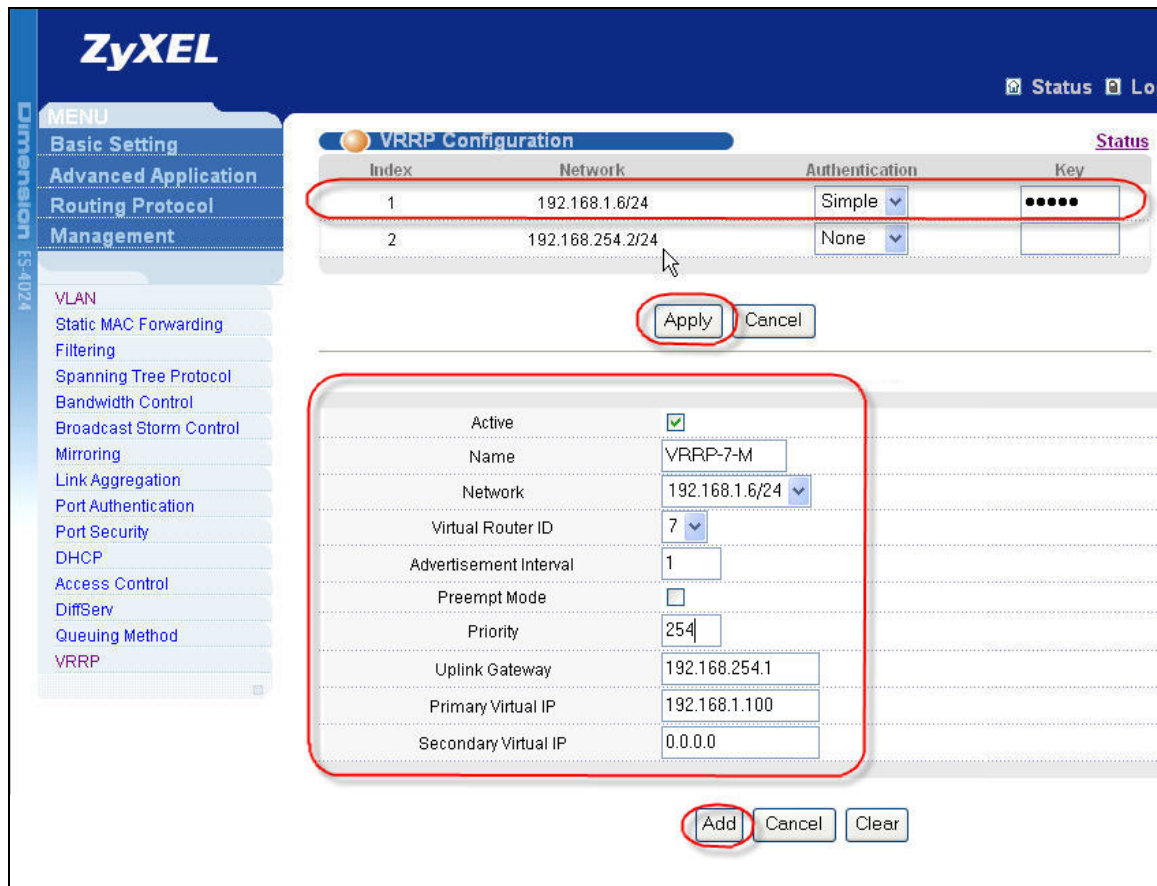 ZyXEL
Status Lo
Dimension ES-4024
MENU
Basic Setting
Advanced Application
Routing Protocol
Management
VLAN
Static MAC Forwarding
Filtering
Spanning Tree Protocol
Bandwidth Control
Broadcast Storm Control
Mirroring
Link Aggregation
Port Authentication
Port Security
DHCP
Access Control
DiffServ
Queuing Method
VRRP
VRRP Configuration Status
Index Network Authentication Key
1 192.168.1.6/24 Simple •••••
2 192.168.254.2/24 None
Apply Cancel
Active
Name VRRP-7-M
Network 192.168.1.6/24
Virtual Router ID 7
Advertisement Interval 1
Preempt Mode
Priority 254
Uplink Gateway 192.168.254.1
Primary Virtual IP 192.168.1.100
Secondary Virtual IP 0.0.0.0
Add Cancel Clear